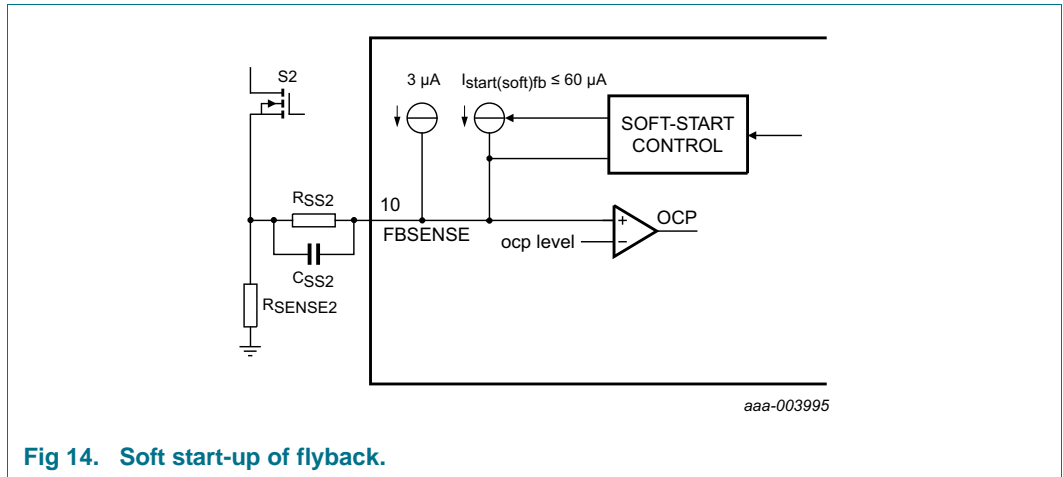 S2
3 μA
Istart(soft)fb ≤ 60 μA
SOFT-START
CONTROL
RSS2
10
FBSENSE
CSS2
RSENSE2
+
−
OCP
ocp level
aaa-003995
Fig 14. Soft start-up of flyback.